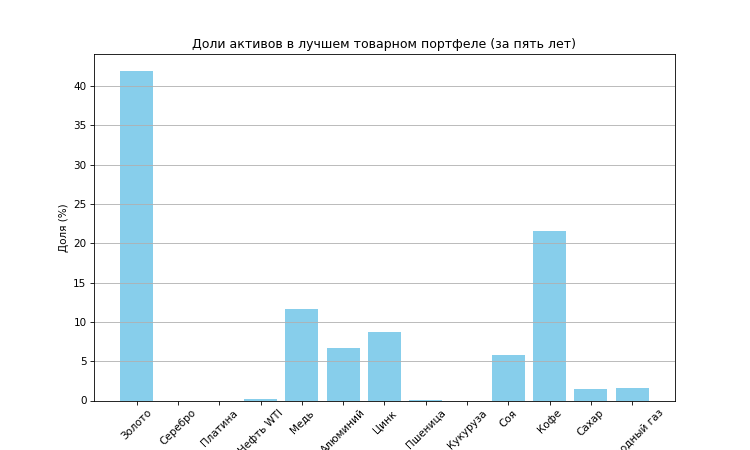 Доли активов в лучшем товарном портфеле (за пять лет)
Доля (%)
40
35
30
25
20
15
10
5
0
Золото
Серебро
Платина
Нефть WTI
Медь
Алюминий
Цинк
Пшеница
Кукуруза
Соя
Кофе
Сахар
одный газ